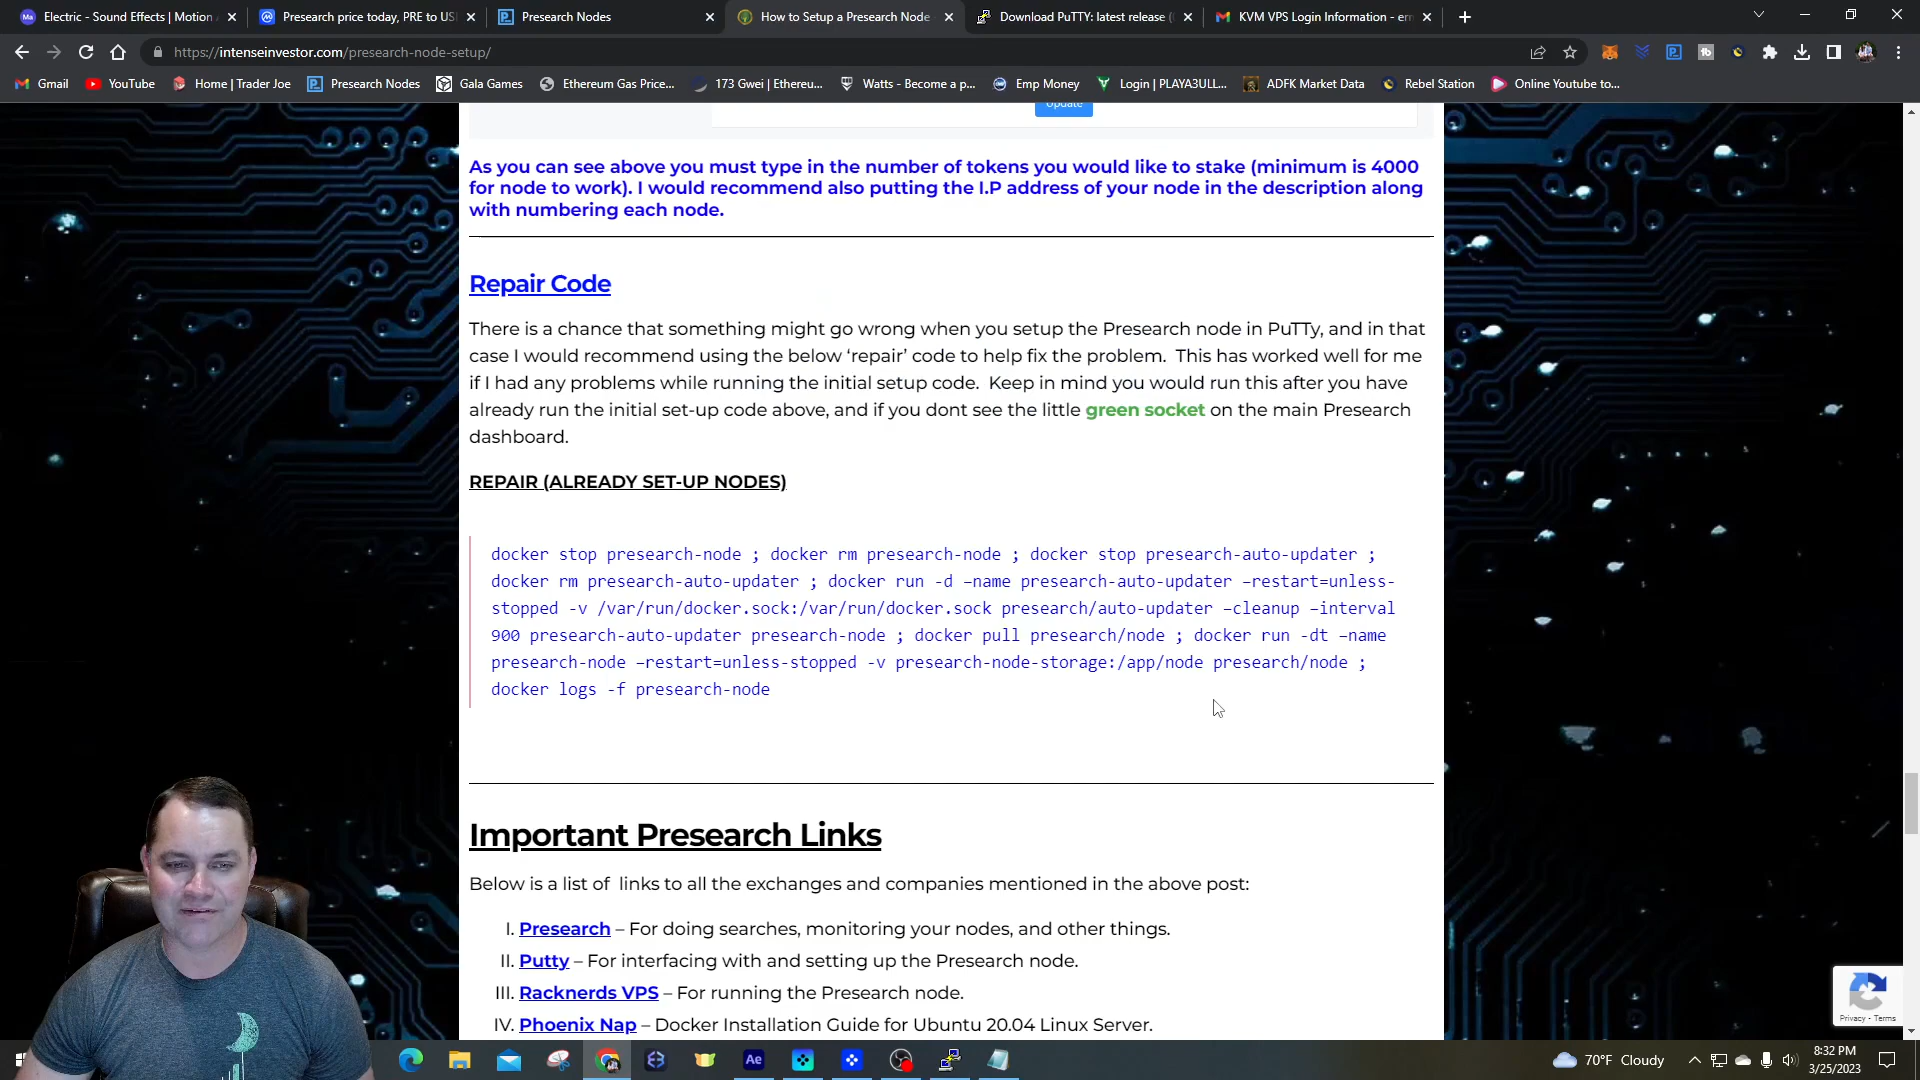 Electric - Sound Effects | Motion
Presearch price today, PRE to US
Presearch Nodes
How to Setup a Presearch Node
Download PuTTY: latest release (
KVM VPS Login Information - er
https://intenseinvestor.com/presearch-node-setup/
Gmail
YouTube
Home | Trader Joe
Presearch Nodes
Gala Games
Ethereum Gas Price...
173 Gwei | Ethereu...
Watts - Become a p...
Emp Money
Login | PLAYA3ULL...
ADFK Market Data
Rebel Station
Online Youtube to...
Update
As you can see above you must type in the number of tokens you would like to stake (minimum is 4000
for node to work). I would recommend also putting the I.P address of your node in the description along
with numbering each node.
Repair Code
There is a chance that something might go wrong when you setup the Presearch node in PuTTy, and in that
case I would recommend using the below ‘repair’ code to help fix the problem.  This has worked well for me
if I had any problems while running the initial setup code.  Keep in mind you would run this after you have
already run the initial set-up code above, and if you dont see the little green socket on the main Presearch
dashboard.
REPAIR (ALREADY SET-UP NODES)
docker stop presearch-node ; docker rm presearch-node ; docker stop presearch-auto-updater ;
docker rm presearch-auto-updater ; docker run -d –name presearch-auto-updater –restart=unless-
stopped -v /var/run/docker.sock:/var/run/docker.sock presearch/auto-updater –cleanup –interval
900 presearch-auto-updater presearch-node ; docker pull presearch/node ; docker run -dt –name
presearch-node –restart=unless-stopped -v presearch-node-storage:/app/node presearch/node ;
docker logs -f presearch-node
Important Presearch Links
Below is a list of  links to all the exchanges and companies mentioned in the above post:
I. Presearch – For doing searches, monitoring your nodes, and other things.
II. Putty – For interfacing with and setting up the Presearch node.
III. Racknerds VPS – For running the Presearch node.
IV. Phoenix Nap – Docker Installation Guide for Ubuntu 20.04 Linux Server.
Privacy - Terms
Ae
70°F Cloudy
8:32 PM
3/25/2023